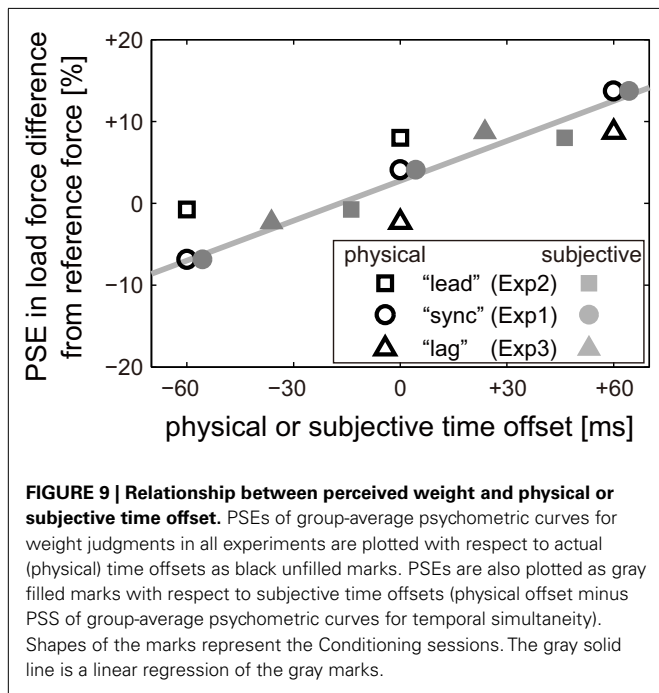 +20
+10
0
−10
−20
PSE in load force difference
from reference force [%]
physical subjective
"lead" (Exp2)
"sync" (Exp1)
"lag" (Exp3)
−60 −30 0 +30 +60
physical or subjective time offset [ms]
FIGURE 9 | Relationship between perceived weight and physical or
subjective time offset. PSEs of group-average psychometric curves for
weight judgments in all experiments are plotted with respect to actual
(physical) time offsets as black unfilled marks. PSEs are also plotted as gray
filled marks with respect to subjective time offsets (physical offset minus
PSS of group-average psychometric curves for temporal simultaneity).
Shapes of the marks represent the Conditioning sessions. The gray solid
line is a linear regression of the gray marks.